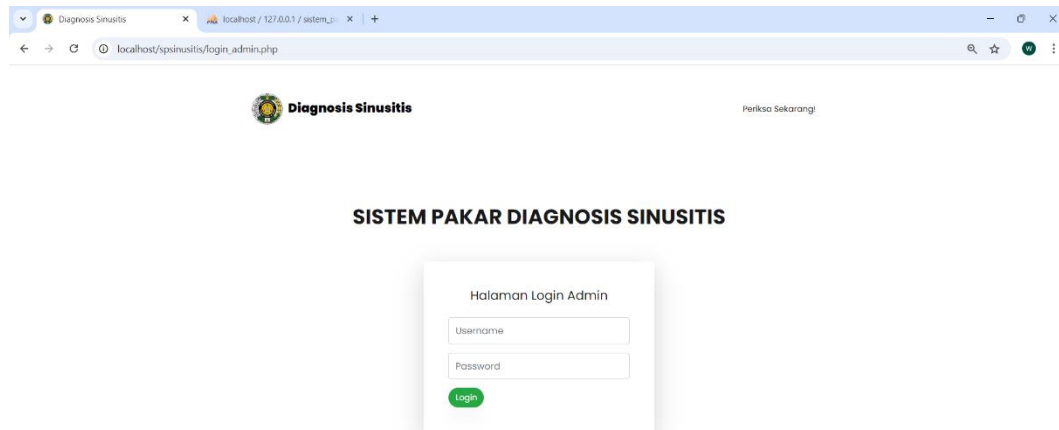 Diagnosis Sinusitis
localhost / 127.0.0.1 / sistem_p
localhost/spsinusitis/login_admin.php
W
Diagnosis Sinusitis
Periksa Sekarang!
SISTEM PAKAR DIAGNOSIS SINUSITIS
Halaman Login Admin
Username
Password
Login